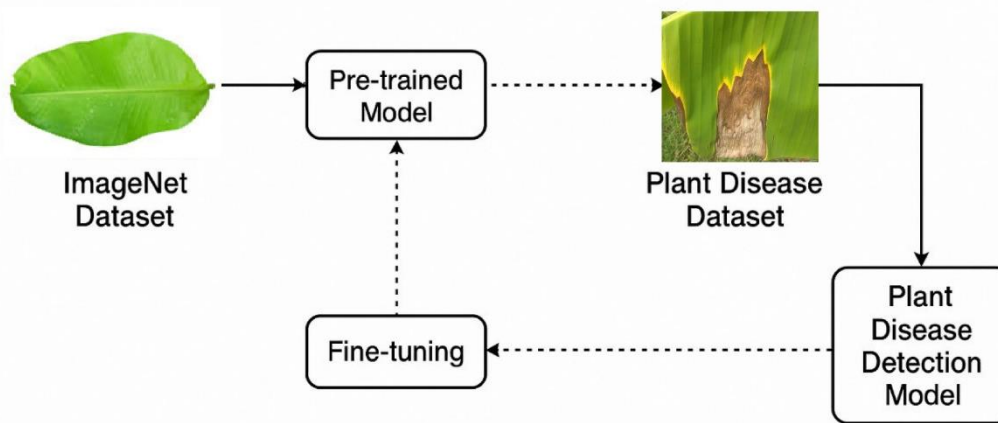 Pre-trained
Model
ImageNet
Dataset
Plant Disease
Dataset
Fine-tuning
Plant
Disease
Detection
Model